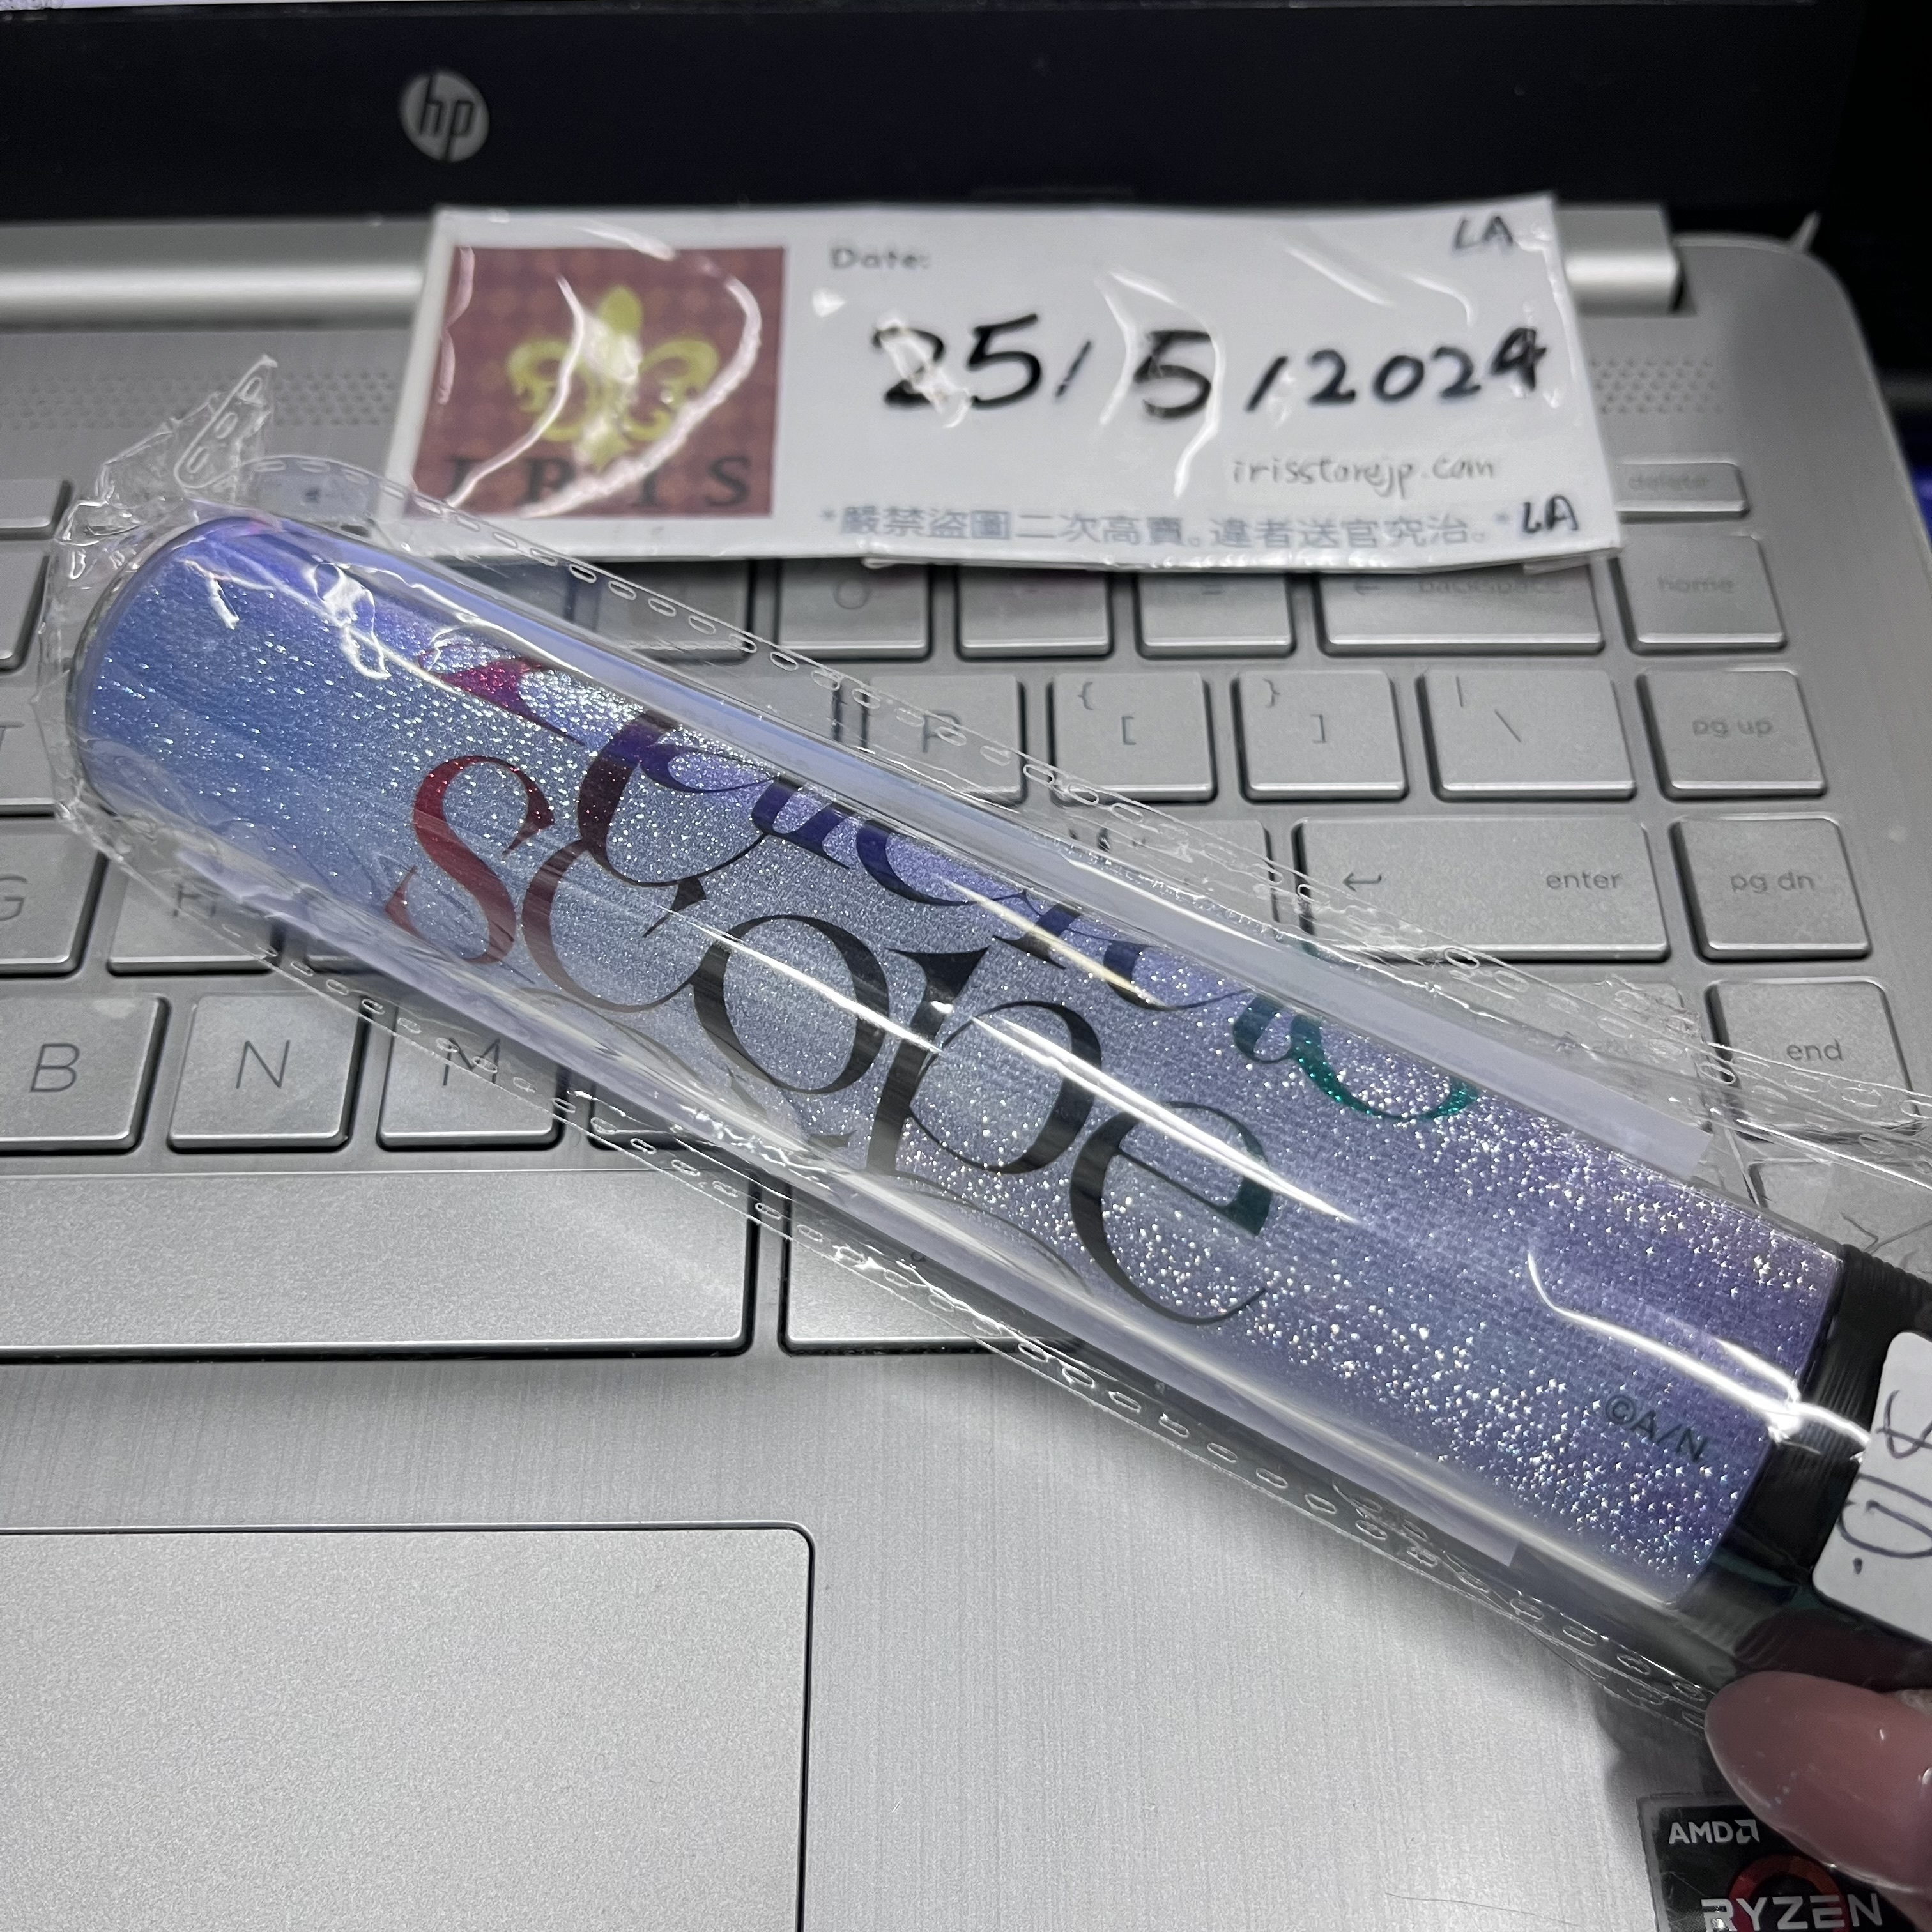 hp
LA
Date:
25/5/2024
IRIS
irisstorejp.com
*嚴禁盜圖二次高賣。違者送官究治。*
LA
delete
backspace
home
P
{
[
}
]
|
\
pg up
G
H
enter
pg dn
B
N
M
end
scope
©A/N
AMD
RYZEN